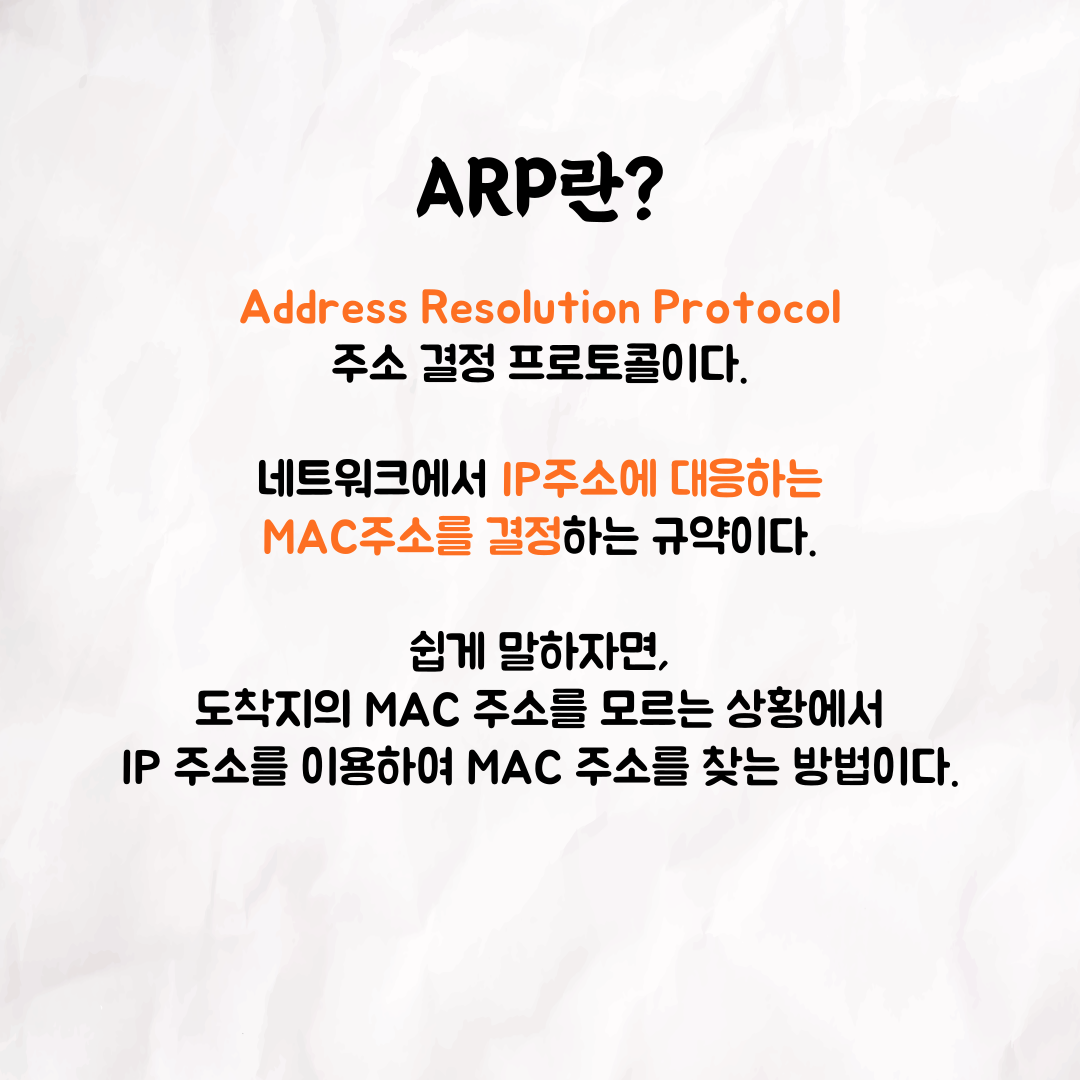 ARP란?
Address Resolution Protocol
주소 결정 프로토콜이다.
네트워크에서 IP주소에 대응하는
MAC주소를 결정하는 규약이다.
쉽게 말하자면,
도착지의 MAC 주소를 모르는 상황에서
IP 주소를 이용하여 MAC 주소를 찾는 방법이다.